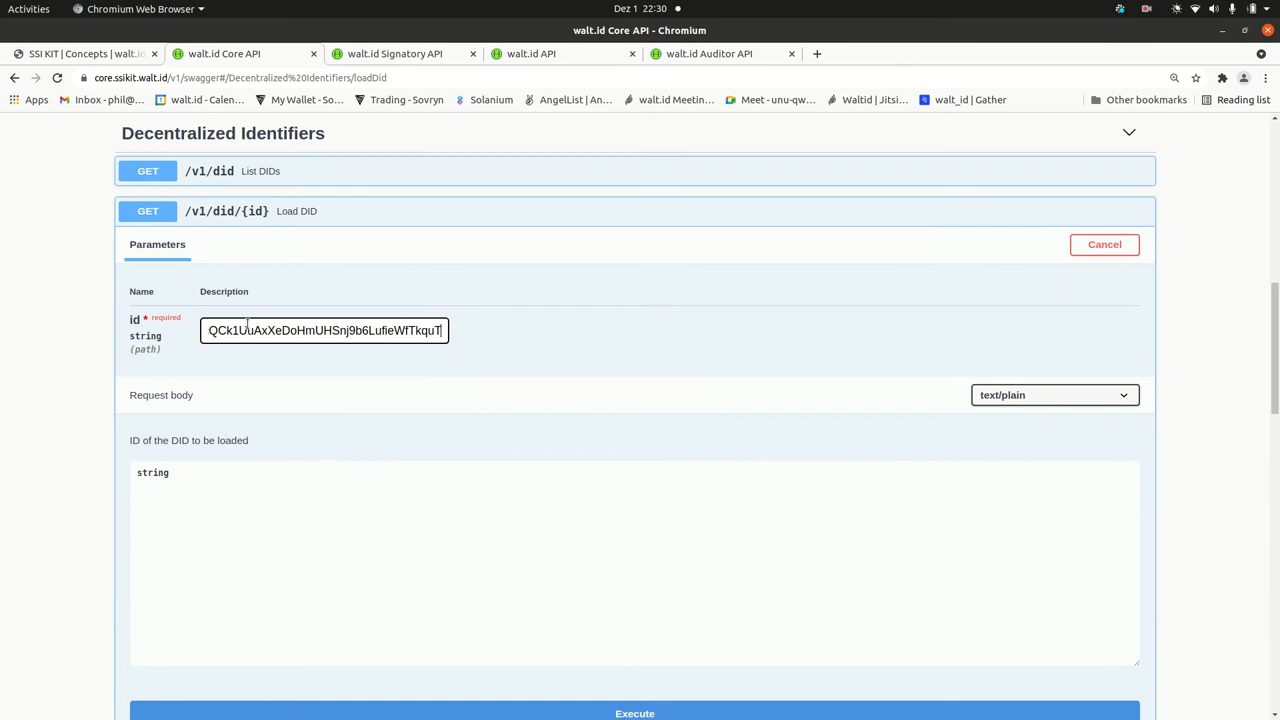 Activities Chromium Web Browser Dez 1 22:30
walt.id Core API - Chromium
SSI KIT | Concepts | walt.id walt.id Core API walt.id Signatory API walt.id API walt.id Auditor API
core.ssikit.walt.id/v1/swagger#/Decentralized%20Identifiers/loadDid
Apps Inbox - phil@... walt.id - Calen... My Wallet - So... Trading - Sovryn Solanium AngelList | An... walt.id Meetin... Meet - unu-qw... Waltid | Jitsi... walt_id | Gather Other bookmarks Reading list
Decentralized Identifiers
GET /v1/did List DIDs
GET /v1/did/{id} Load DID
Parameters Cancel
Name Description
id * required
string
(path)
QCk1UuAxXeDoHmUHSnj9b6LufieWfTkquT
Request body text/plain
ID of the DID to be loaded
string
Execute